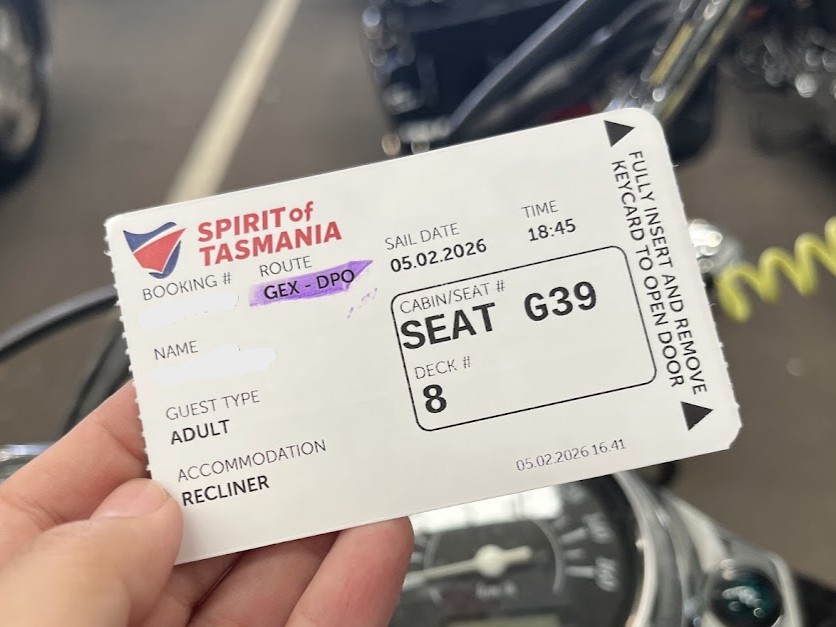 SPIRIT of
TASMANIA
BOOKING #
ROUTE
GEX - DPO
SAIL DATE
05.02.2026
TIME
18:45
NAME
CABIN/SEAT #
SEAT G39
DECK #
8
GUEST TYPE
ADULT
ACCOMMODATION
RECLINER
05.02.2026 16.41
FULLY INSERT AND REMOVE
KEYCARD TO OPEN DOOR
km/h